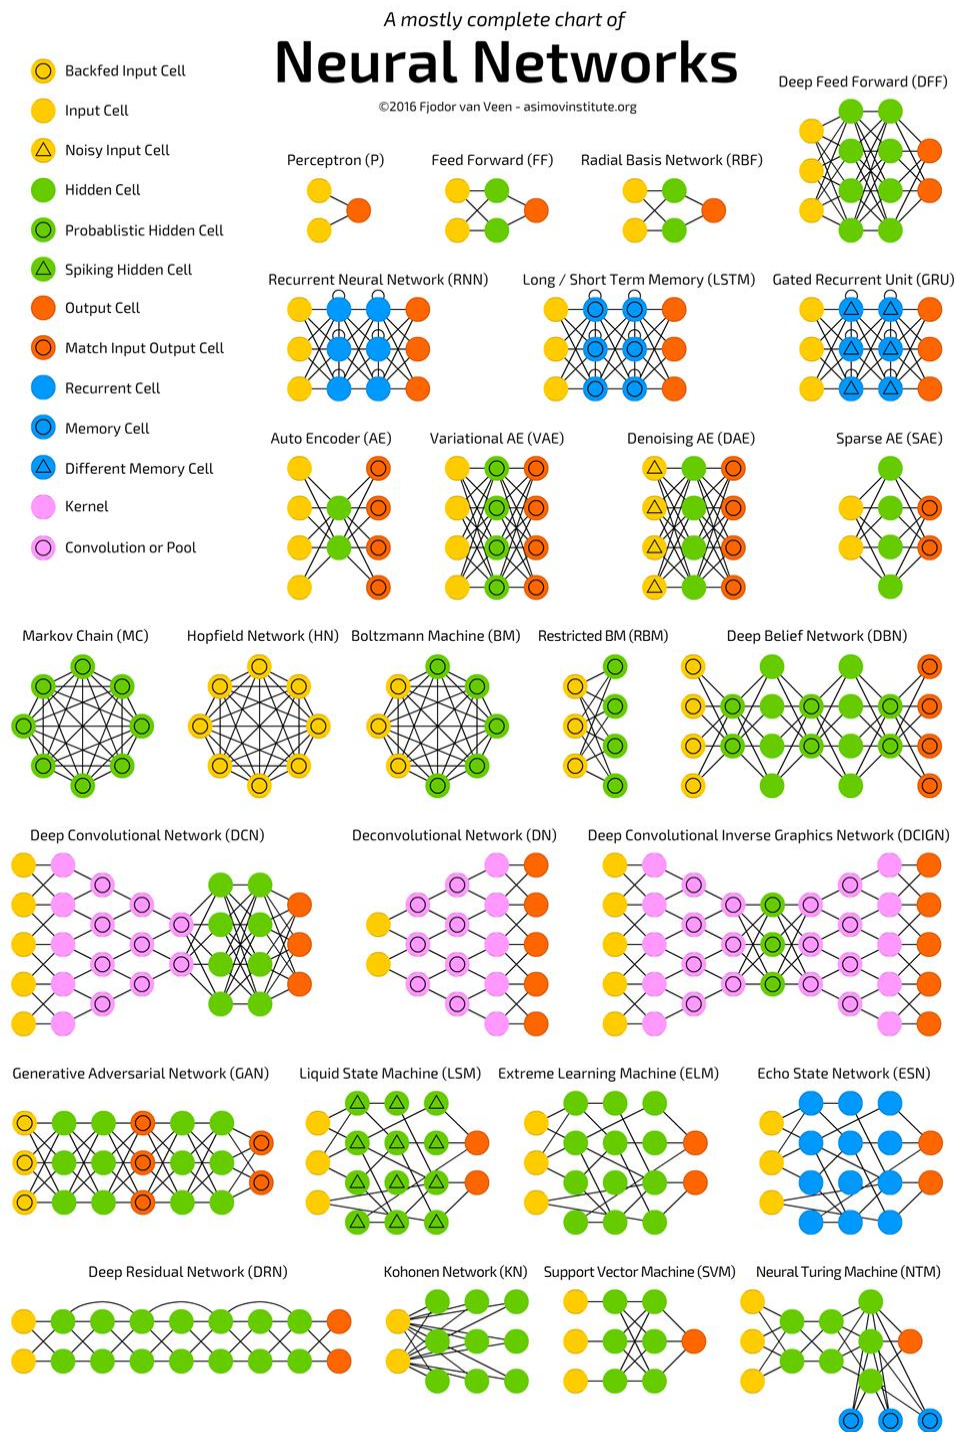 A mostly complete chart of
Neural Networks
©2016 Fjodor van Veen - asimovinstitute.org
Backfed Input Cell
Input Cell
Noisy Input Cell
Hidden Cell
Probablistic Hidden Cell
Spiking Hidden Cell
Output Cell
Match Input Output Cell
Recurrent Cell
Memory Cell
Different Memory Cell
Kernel
Convolution or Pool
Deep Feed Forward (DFF)
Perceptron (P)
Feed Forward (FF)
Radial Basis Network (RBF)
Recurrent Neural Network (RNN)
Long / Short Term Memory (LSTM)
Gated Recurrent Unit (GRU)
Auto Encoder (AE)
Variational AE (VAE)
Denoising AE (DAE)
Sparse AE (SAE)
Markov Chain (MC)
Hopfield Network (HN)
Boltzmann Machine (BM)
Restricted BM (RBM)
Deep Belief Network (DBN)
Deep Convolutional Network (DCN)
Deconvolutional Network (DN)
Deep Convolutional Inverse Graphics Network (DCIGN)
Generative Adversarial Network (GAN)
Liquid State Machine (LSM)
Extreme Learning Machine (ELM)
Echo State Network (ESN)
Deep Residual Network (DRN)
Kohonen Network (KN)
Support Vector Machine (SVM)
Neural Turing Machine (NTM)